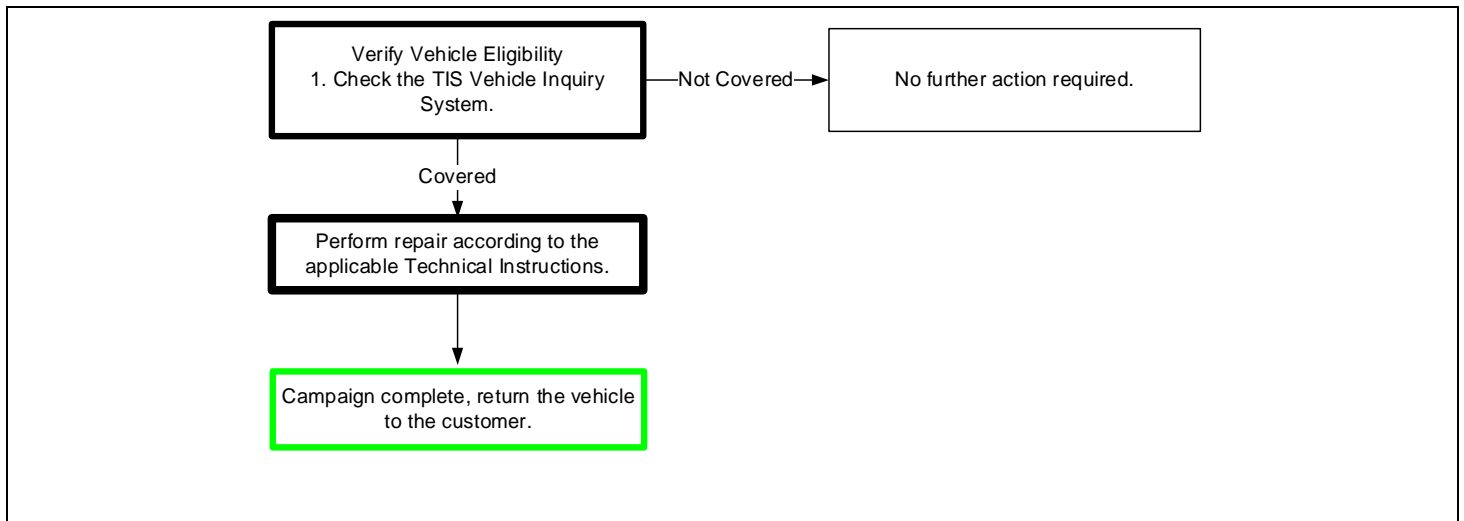 Verify Vehicle Eligibility
1. Check the TIS Vehicle Inquiry
System.
Not Covered
No further action required.
Covered
Perform repair according to the
applicable Technical Instructions.
Campaign complete, return the vehicle
to the customer.